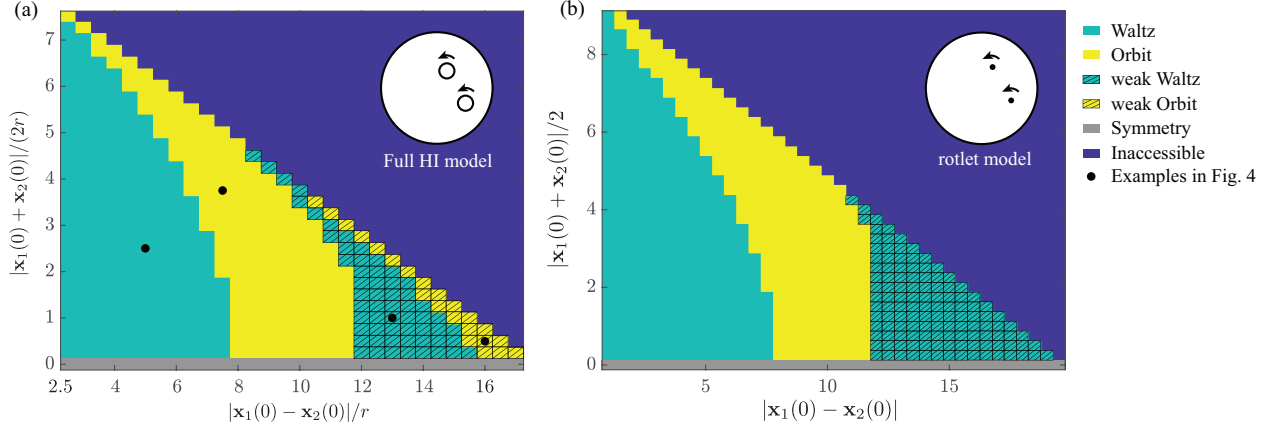 (a)
|x₁(0) + x₂(0)|/(2r)
7
6
5
4
3
2
1
0
2.5 4 6 8 10 12 14 16
|x₁(0) − x₂(0)|/r
Full HI model
(b)
|x₁(0) + x₂(0)|/2
8
6
4
2
0
5 10 15
|x₁(0) − x₂(0)|
rotlet model
Waltz
Orbit
weak Waltz
weak Orbit
Symmetry
Inaccessible
Examples in Fig. 4